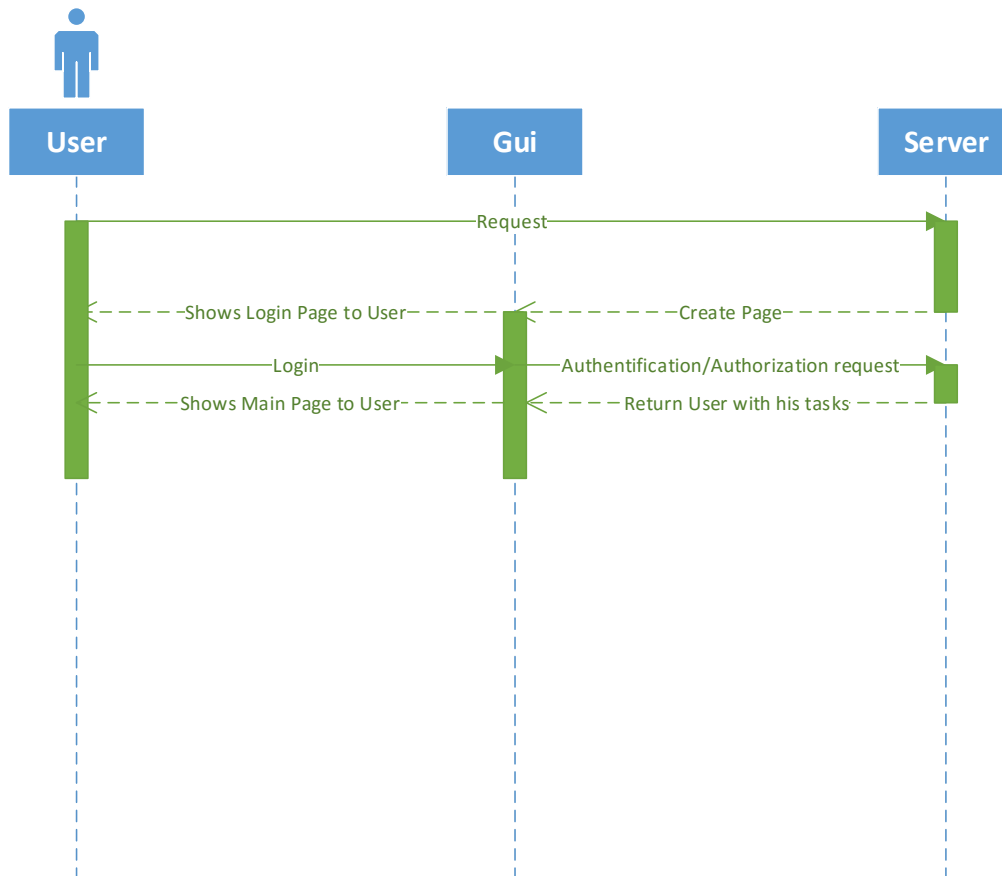 User
Gui
Server
Request
Shows Login Page to User
Create Page
Login
Authentification/Authorization request
Shows Main Page to User
Return User with his tasks